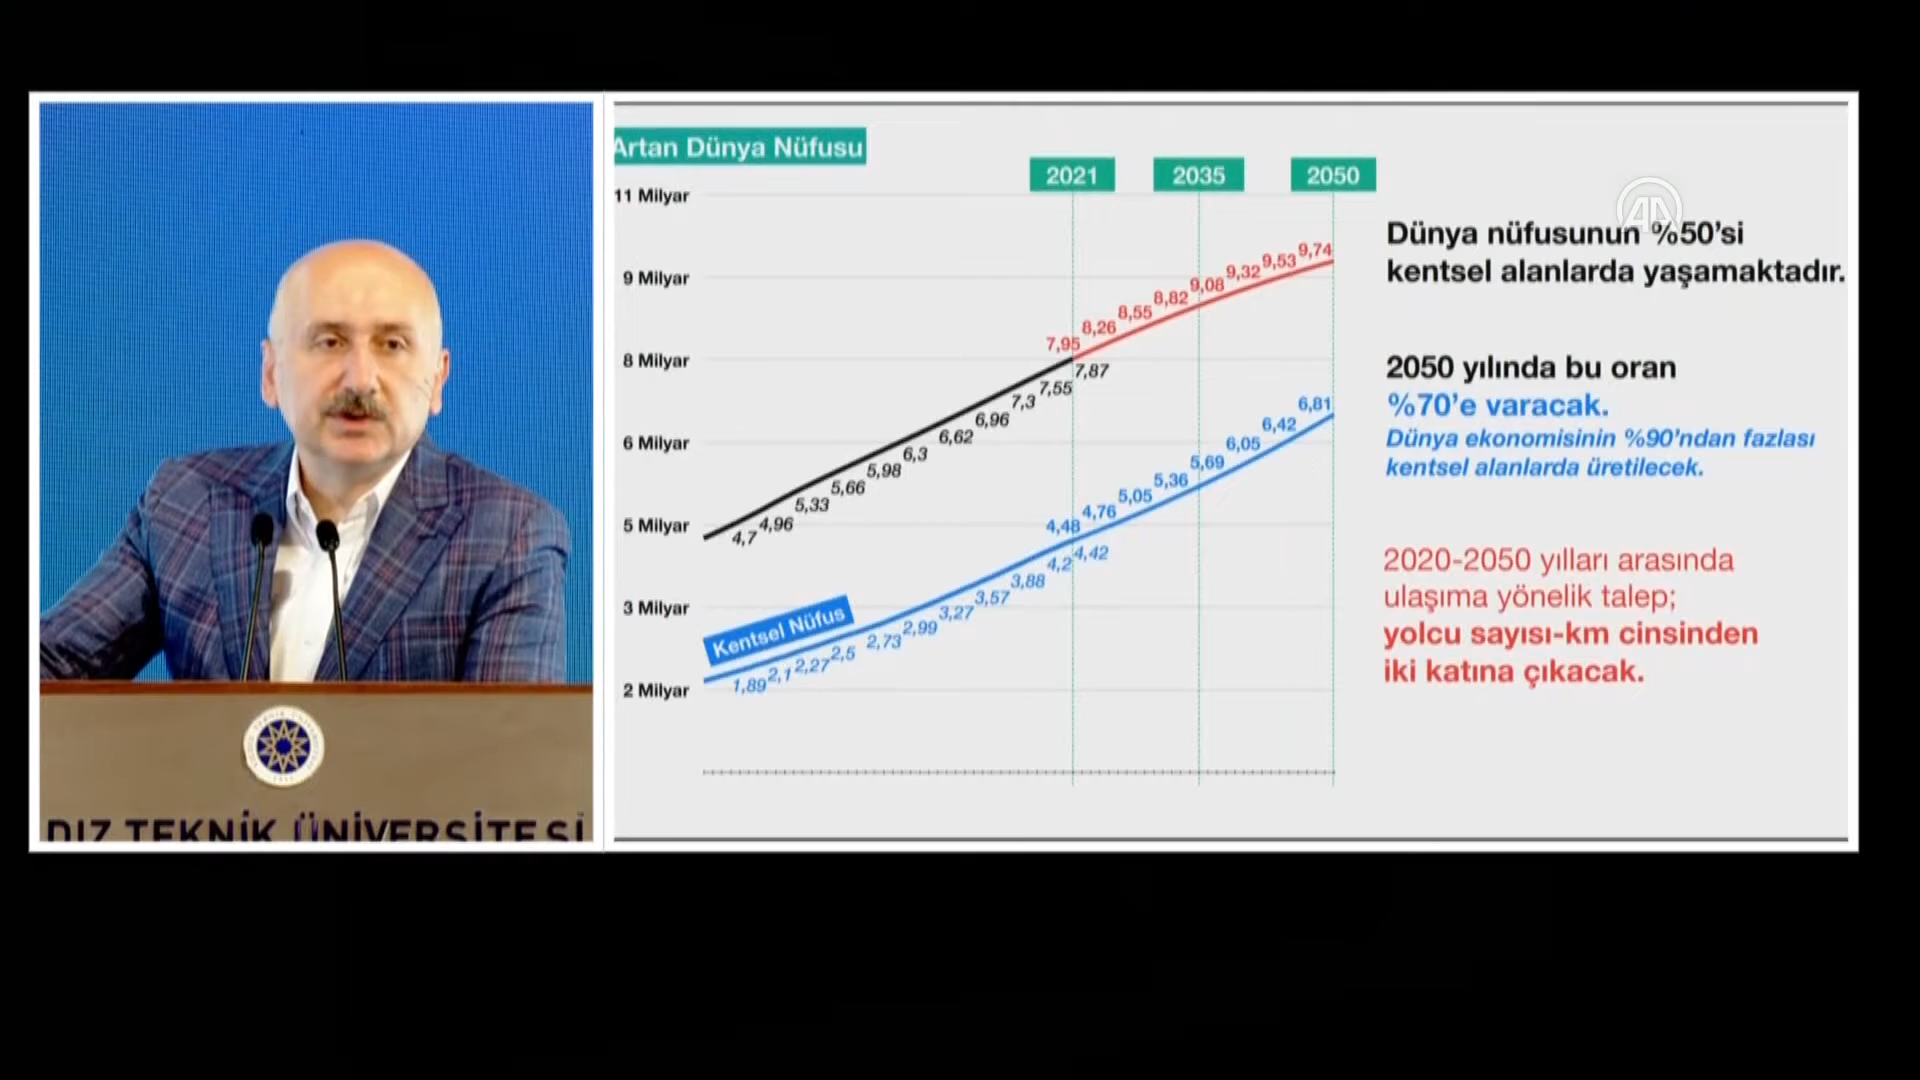 Artan Dünya Nüfusu
2021
2035
2050
11 Milyar
9 Milyar
8 Milyar
6 Milyar
5 Milyar
3 Milyar
2 Milyar
4,7
4,96
5,33
5,66
5,98
6,3
6,62
6,96
7,3
7,55
7,87
7,95
8,26
8,55
8,82
9,08
9,32
9,53
9,74
Kentsel Nüfus
1,89
2,1
2,27
2,5
2,73
2,99
3,27
3,57
3,88
4,2
4,42
4,48
4,76
5,05
5,36
5,69
6,05
6,42
6,81
AA
Dünya nüfusunun %50’si
kentsel alanlarda yaşamaktadır.
2050 yılında bu oran
%70’e varacak.
Dünya ekonomisinin %90’ndan fazlası
kentsel alanlarda üretilecek.
2020-2050 yılları arasında
ulaşıma yönelik talep;
yolcu sayısı-km cinsinden
iki katına çıkacak.
DIZ TEKNİK ÜNİVERSİTESİ